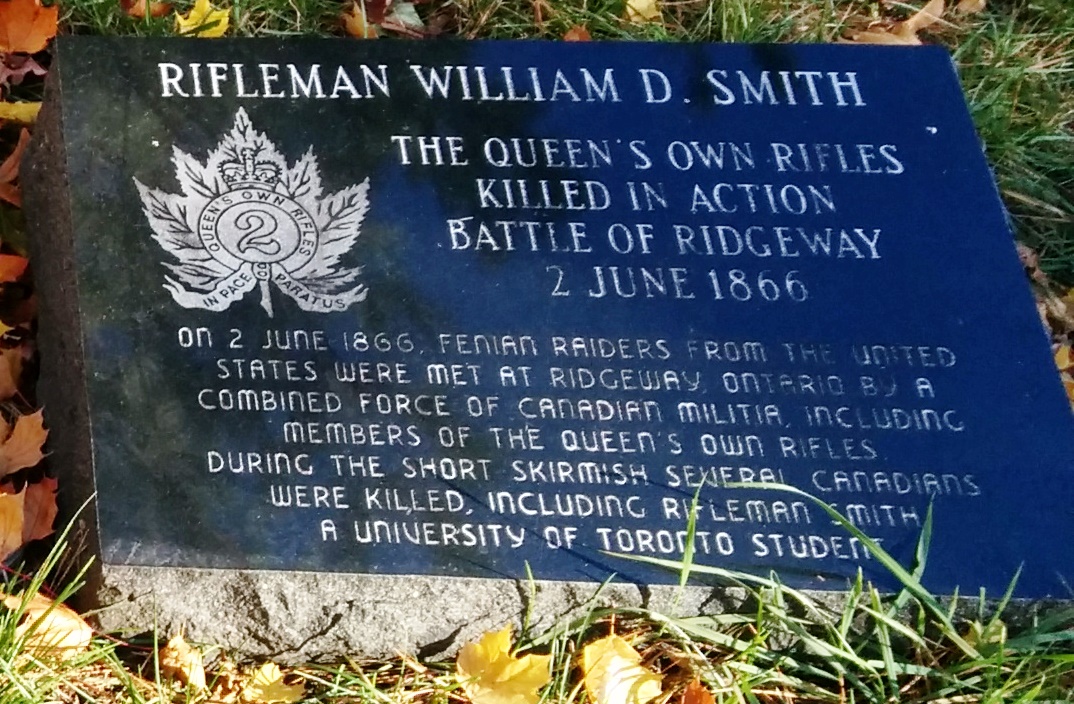 RIFLEMAN WILLIAM D. SMITH
THE QUEEN'S OWN RIFLES
KILLED IN ACTION
BATTLE OF RIDGEWAY
2 JUNE 1866
QUEEN'S OWN RIFLES
2
IN PACE PARATUS
ON 2 JUNE 1866, FENIAN RAIDERS FROM THE UNITED
STATES WERE MET AT RIDGEWAY, ONTARIO BY A
COMBINED FORCE OF CANADIAN MILITIA, INCLUDING
MEMBERS OF THE QUEEN'S OWN RIFLES.
DURING THE SHORT SKIRMISH SEVERAL CANADIANS
WERE KILLED, INCLUDING RIFLEMAN SMITH
A UNIVERSITY OF TORONTO STUDENT